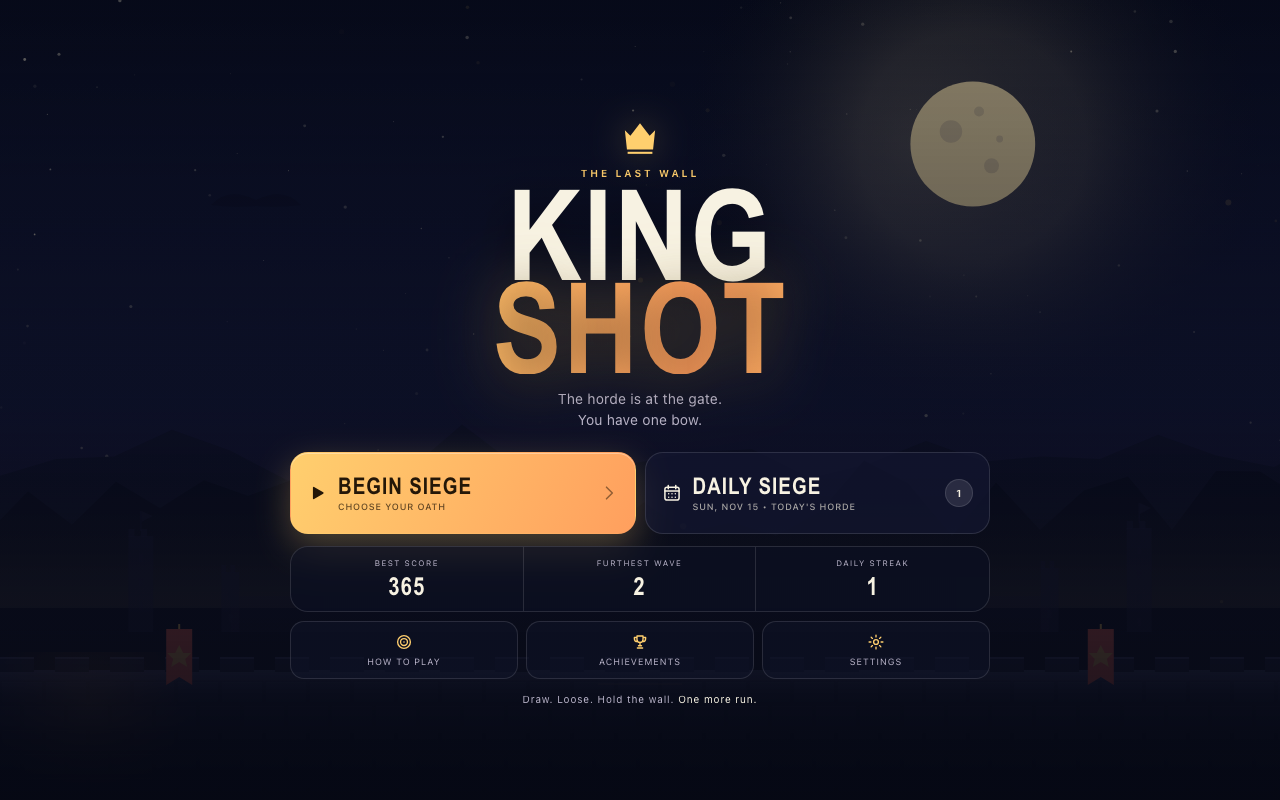 THE LAST WALL
KING
SHOT
The horde is at the gate.
You have one bow.
BEGIN SIEGE
CHOOSE YOUR OATH
DAILY SIEGE
SUN, NOV 15 • TODAY'S HORDE
1
BEST SCORE
365
FURTHEST WAVE
2
DAILY STREAK
1
HOW TO PLAY
ACHIEVEMENTS
SETTINGS
Draw. Loose. Hold the wall. One more run.